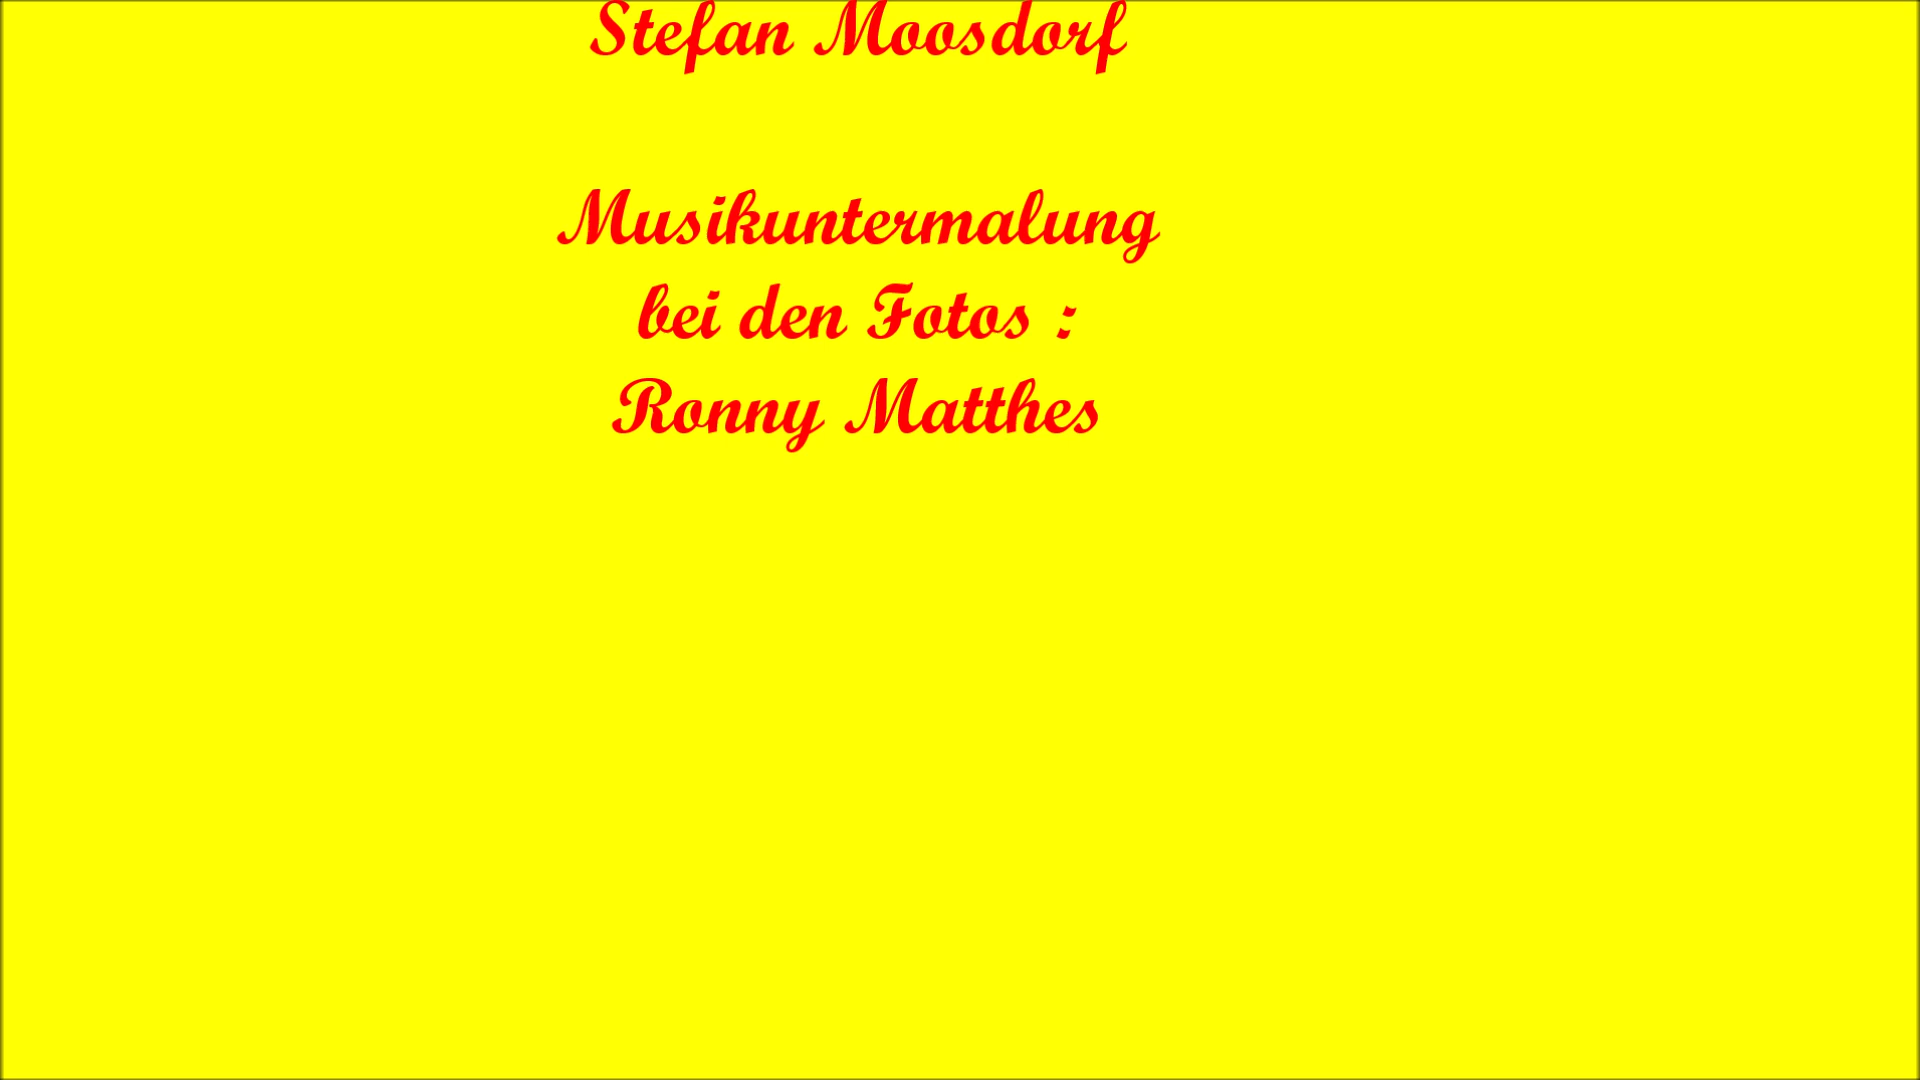 Stefan Moosdorf
Musikuntermalung
bei den Fotos :
Ronny Matthes